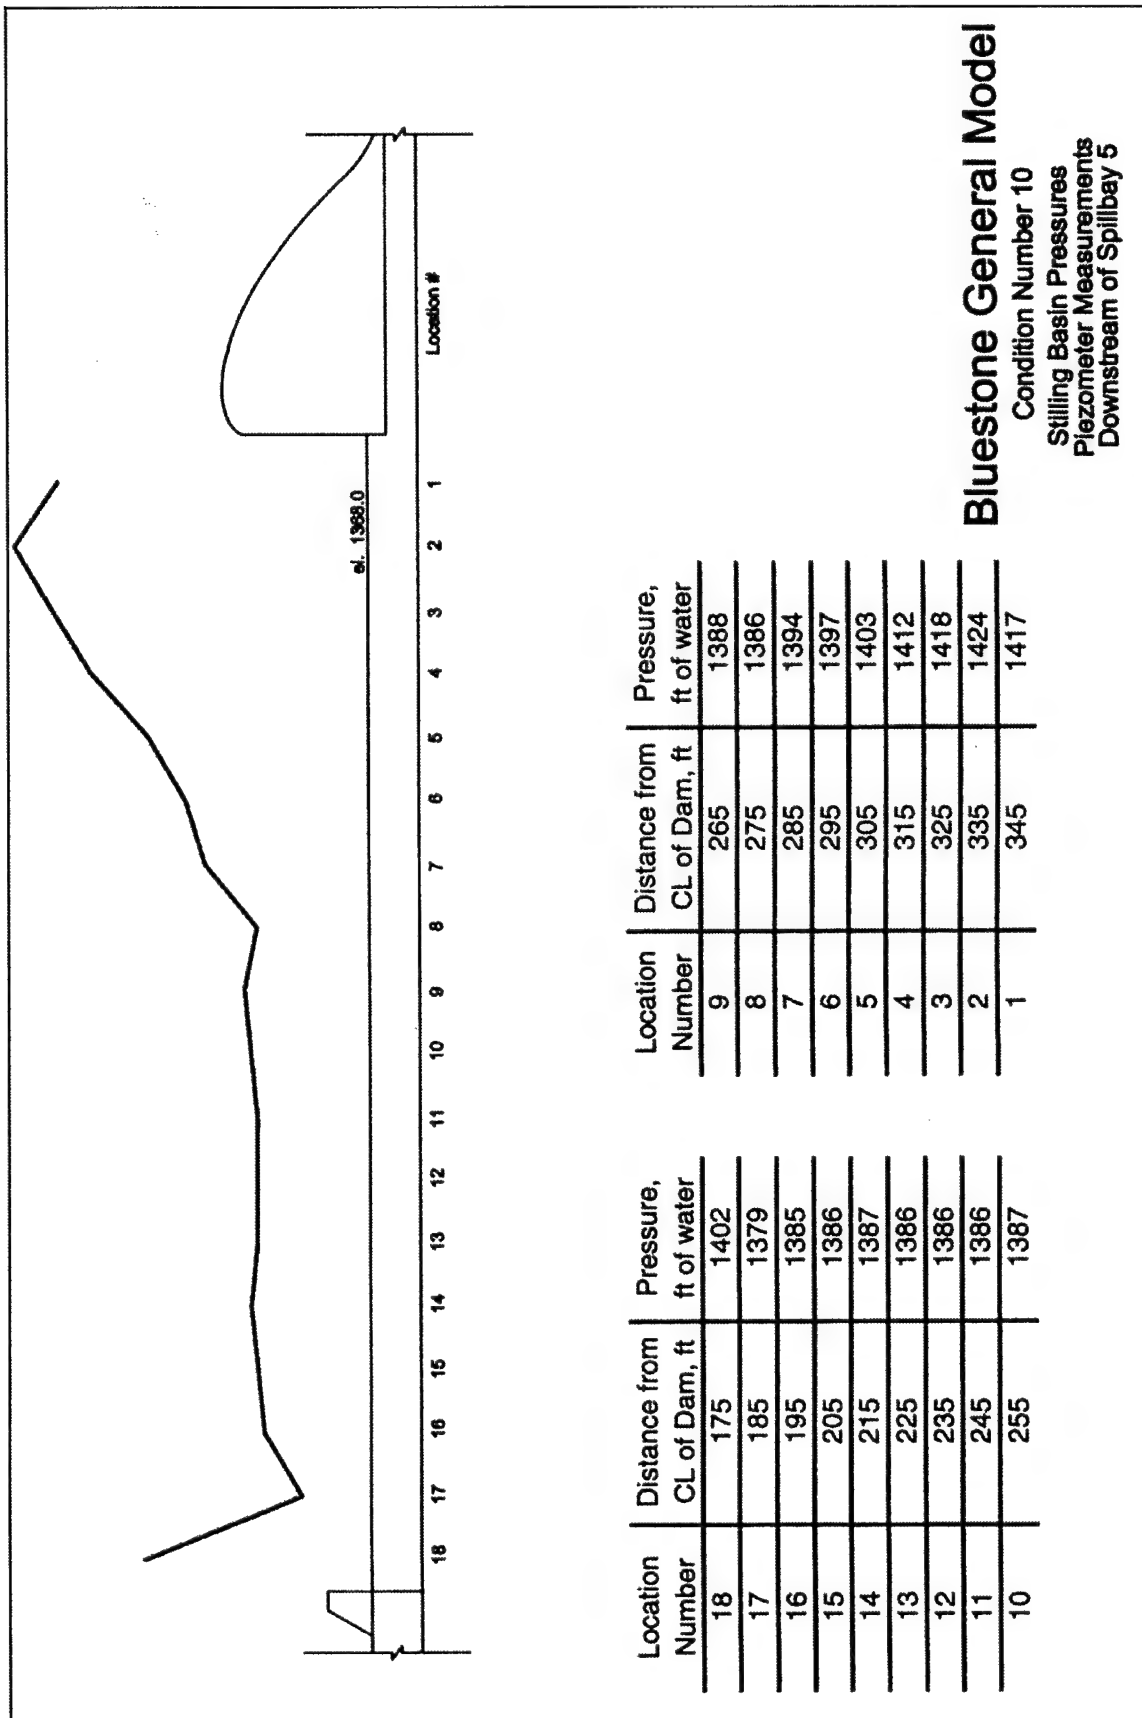 el. 1368.0
18 17 16 15 14 13 12 11 10 9 8 7 6 5 4 3 2 1 Location #
Location Number | Distance from CL of Dam, ft | Pressure, ft of water
18 175 1402
17 185 1379
16 195 1385
15 205 1386
14 215 1387
13 225 1386
12 235 1386
11 245 1386
10 255 1387
Location Number | Distance from CL of Dam, ft | Pressure, ft of water
9 265 1388
8 275 1386
7 285 1394
6 295 1397
5 305 1403
4 315 1412
3 325 1418
2 335 1424
1 345 1417
Bluestone General Model
Condition Number 10
Stilling Basin Pressures
Piezometer Measurements
Downstream of Spillbay 5